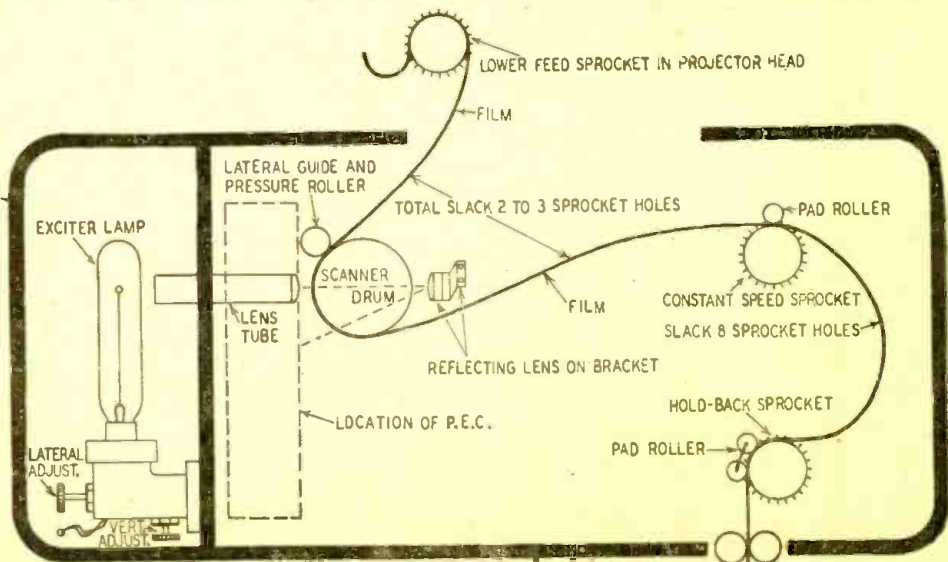 LOWER FEED SPROCKET IN PROJECTOR HEAD
FILM
LATERAL GUIDE AND
PRESSURE ROLLER
TOTAL SLACK 2 TO 3 SPROCKET HOLES
PAD ROLLER
EXCITER LAMP
SCANNER
DRUM
LENS
TUBE
FILM
CONSTANT SPEED SPROCKET
SLACK 8 SPROCKET HOLES
REFLECTING LENS ON BRACKET
HOLD-BACK SPROCKET
LOCATION OF P.E.C.
PAD ROLLER
LATERAL
ADJUST.
VERT.
ADJUST.